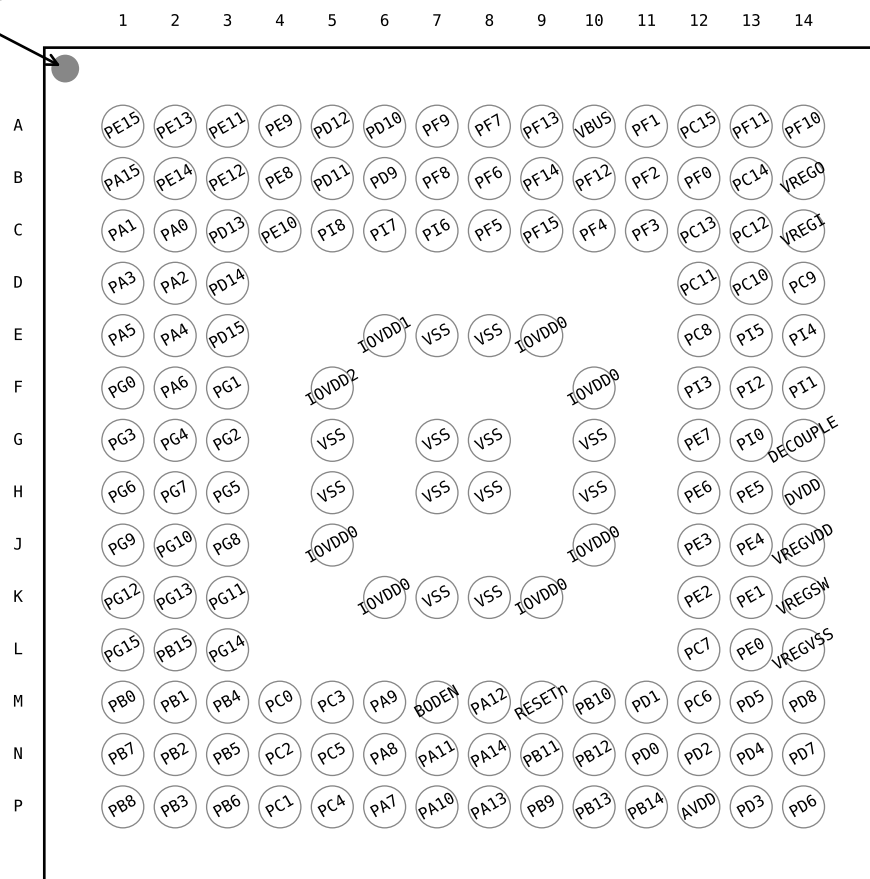 1 2 3 4 5 6 7 8 9 10 11 12 13 14
A PE15 PE13 PE11 PE9 PD12 PD10 PF9 PF7 PF13 VBUS PF1 PC15 PF11 PF10
B PA15 PE14 PE12 PE8 PD11 PD9 PF8 PF6 PF14 PF12 PF2 PF0 PC14 VREGO
C PA1 PA0 PD13 PE10 PI8 PI7 PI6 PF5 PF15 PF4 PF3 PC13 PC12 VREGI
D PA3 PA2 PD14 PC11 PC10 PC9
E PA5 PA4 PD15 IOVDD1 VSS VSS IOVDD0 PC8 PI5 PI4
F PG0 PA6 PG1 IOVDD2 IOVDD0 PI3 PI2 PI1
G PG3 PG4 PG2 VSS VSS VSS VSS PE7 PI0 DECOUPLE
H PG6 PG7 PG5 VSS VSS VSS VSS PE6 PE5 DVDD
J PG9 PG10 PG8 IOVDD0 IOVDD0 PE3 PE4 VREGVDD
K PG12 PG13 PG11 IOVDD0 VSS VSS IOVDD0 PE2 PE1 VREGSW
L PG15 PB15 PG14 PC7 PE0 VREGVSS
M PB0 PB1 PB4 PC0 PC3 PA9 BODEN PA12 RESETn PB10 PD1 PC6 PD5 PD8
N PB7 PB2 PB5 PC2 PC5 PA8 PA11 PA14 PB11 PB12 PD0 PD2 PD4 PD7
P PB8 PB3 PB6 PC1 PC4 PA7 PA10 PA13 PB9 PB13 PB14 AVDD PD3 PD6